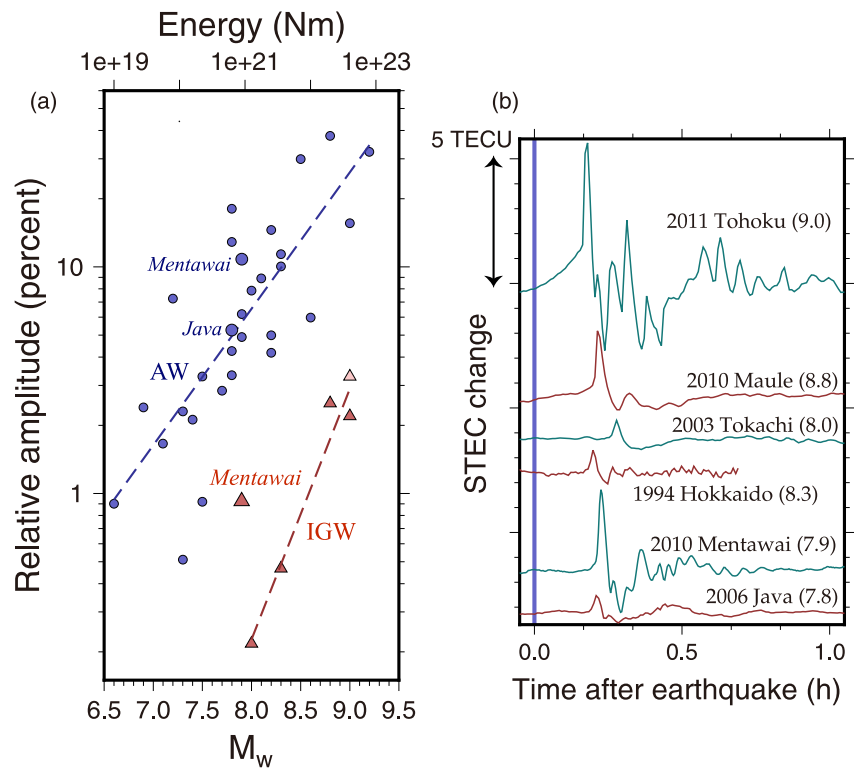 Energy (Nm)
1e+19 1e+21 1e+23
(a)
Relative amplitude (percent)
10
1
Mentawai
Java
AW
Mentawai
IGW
6.5 7.0 7.5 8.0 8.5 9.0 9.5
Mw
(b)
5 TECU
STEC change
2011 Tohoku (9.0)
2010 Maule (8.8)
2003 Tokachi (8.0)
1994 Hokkaido (8.3)
2010 Mentawai (7.9)
2006 Java (7.8)
0.0 0.5 1.0
Time after earthquake (h)